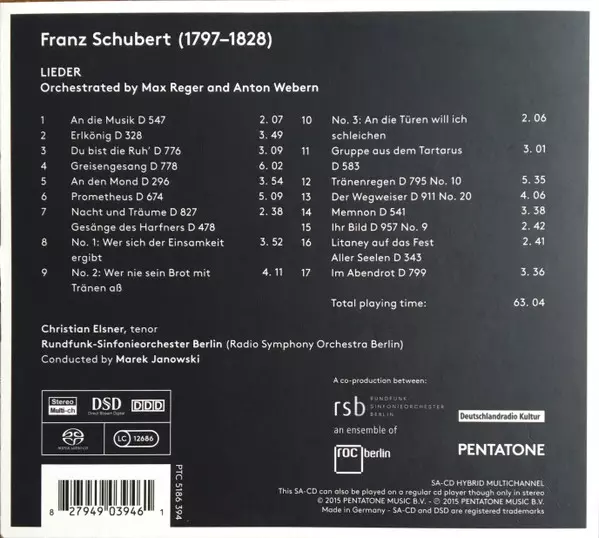 Franz Schubert (1797–1828)
LIEDER
Orchestrated by Max Reger and Anton Webern
1 An die Musik D 547 2. 07
2 Erlkönig D 328 3. 49
3 Du bist die Ruh' D 776 3. 09
4 Greisengesang D 778 6. 02
5 An den Mond D 296 3. 54
6 Prometheus D 674 5. 09
7 Nacht und Träume D 827 2. 38
Gesänge des Harfners D 478
8 No. 1: Wer sich der Einsamkeit 3. 52
ergibt
9 No. 2: Wer nie sein Brot mit 4. 11
Tränen aß
10 No. 3: An die Türen will ich 2. 06
schleichen
11 Gruppe aus dem Tartarus 3. 01
D 583
12 Tränenregen D 795 No. 10 5. 35
13 Der Wegweiser D 911 No. 20 4. 06
14 Memnon D 541 3. 38
15 Ihr Bild D 957 No. 9 2. 42
16 Litaney auf das Fest 2. 41
Aller Seelen D 343
17 Im Abendrot D 799 3. 36
Total playing time: 63. 04
Christian Elsner, tenor
Rundfunk-Sinfonieorchester Berlin (Radio Symphony Orchestra Berlin)
Conducted by Marek Janowski
A co-production between:
rsb RUNDFUNK
SINFONIEORCHESTER
BERLIN
Deutschlandradio Kultur
an ensemble of
roc berlin
PENTATONE
Stereo
Multi-ch
DSD
Direct Stream Digital
DDD
SACD
SUPER AUDIO CD
LC 12686
PTC 5186 394
8 27949 03946 1
SA-CD HYBRID MULTICHANNEL
This SA-CD can also be played on a regular cd player though only in stereo
© 2015 PENTATONE MUSIC B.V. – ℗ 2015 PENTATONE MUSIC B.V.
Made in Germany - SA-CD and DSD are registered trademarks